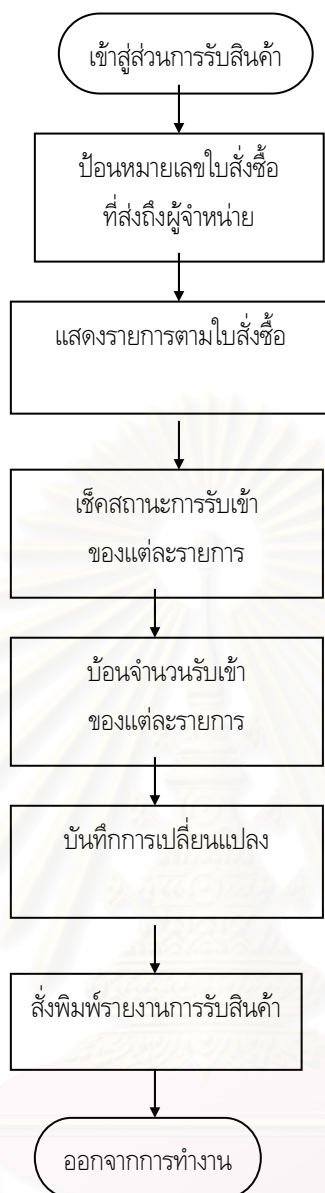 เข้าสู่ส่วนการรับสินค้า
ป้อนหมายเลขใบสั่งซื้อ
ที่ส่งถึงผู้จำหน่าย
แสดงรายการตามใบสั่งซื้อ
เช็คสถานะการรับเข้า
ของแต่ละรายการ
บ้อนจำนวนรับเข้า
ของแต่ละรายการ
บันทึกการเปลี่ยนแปลง
สั่งพิมพ์รายงานการรับสินค้า
ออกจากการทำงาน